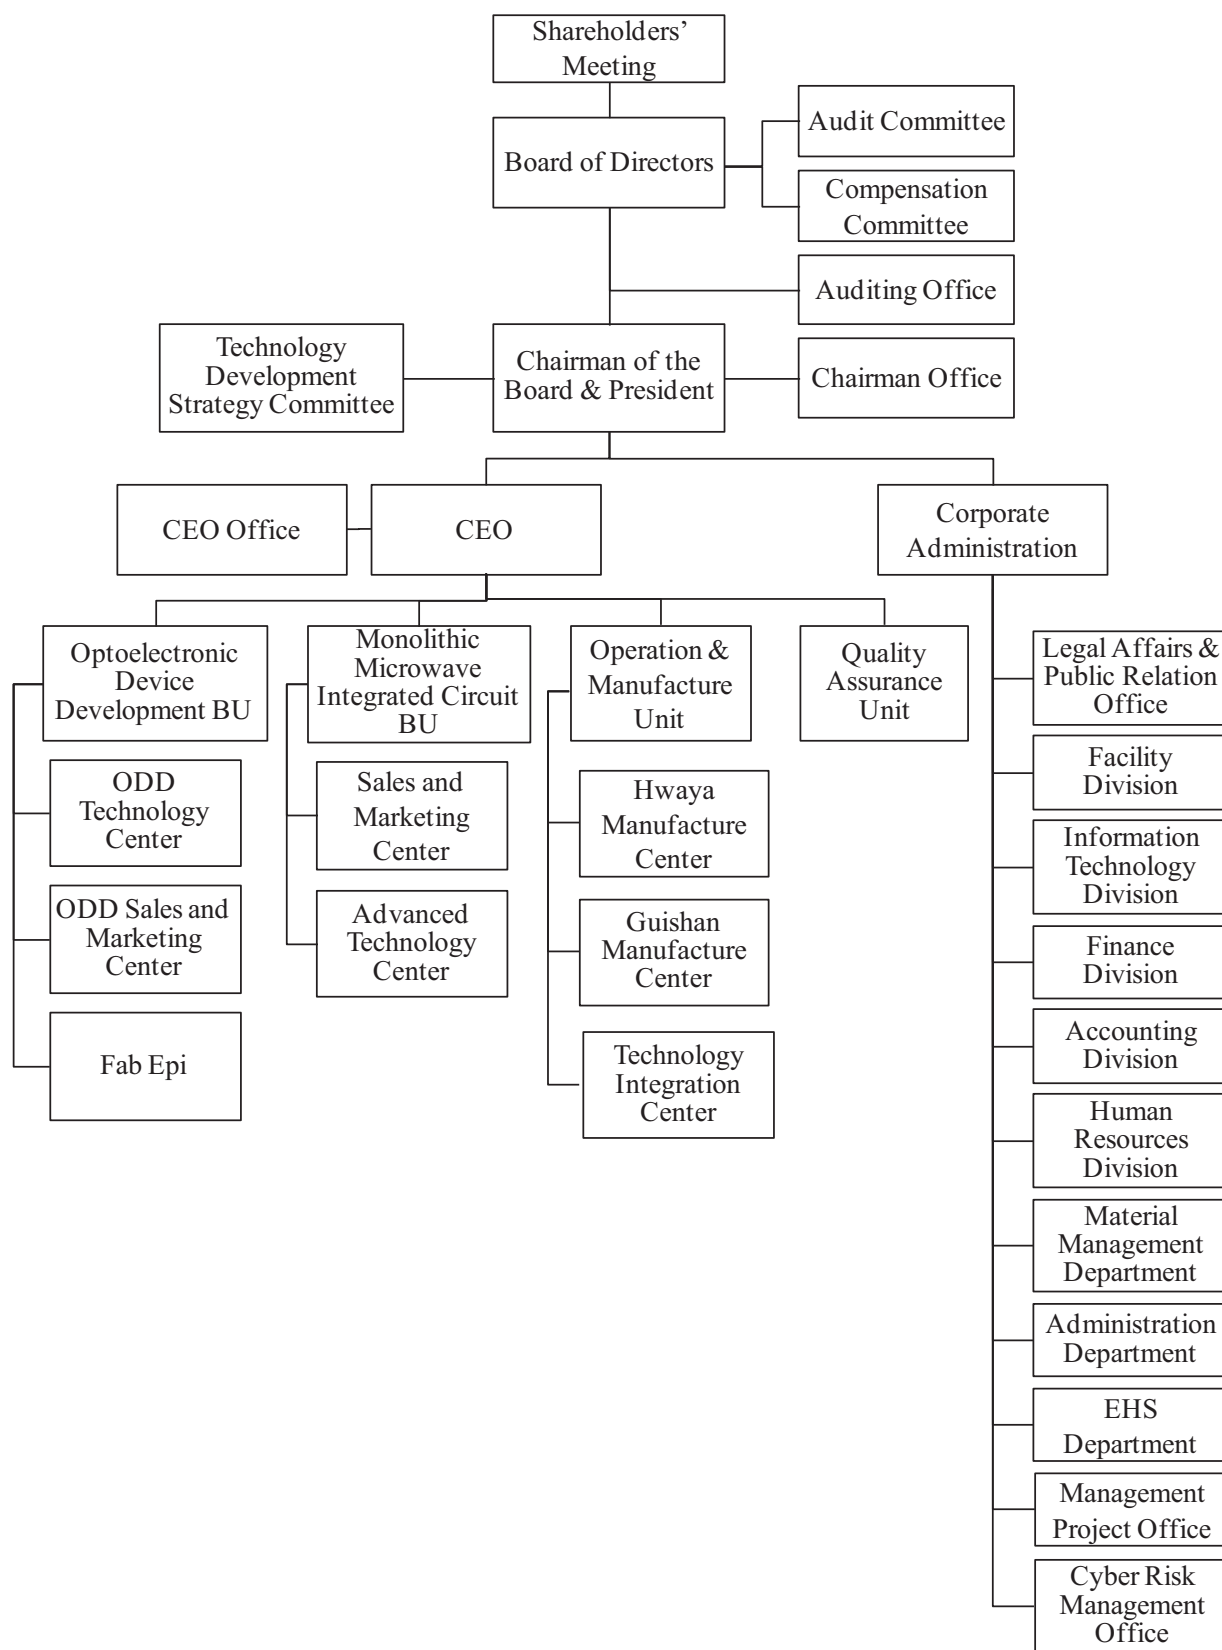 Shareholders’
Meeting
Board of Directors
Audit Committee
Compensation
Committee
Auditing Office
Technology
Development
Strategy Committee
Chairman of the
Board & President
Chairman Office
CEO Office
CEO
Corporate
Administration
Optoelectronic
Device
Development BU
ODD
Technology
Center
ODD Sales and
Marketing
Center
Fab Epi
Monolithic
Microwave
Integrated Circuit
BU
Sales and
Marketing
Center
Advanced
Technology
Center
Operation &
Manufacture
Unit
Hwaya
Manufacture
Center
Guishan
Manufacture
Center
Technology
Integration
Center
Quality
Assurance
Unit
Legal Affairs &
Public Relation
Office
Facility
Division
Information
Technology
Division
Finance
Division
Accounting
Division
Human
Resources
Division
Material
Management
Department
Administration
Department
EHS
Department
Management
Project Office
Cyber Risk
Management
Office